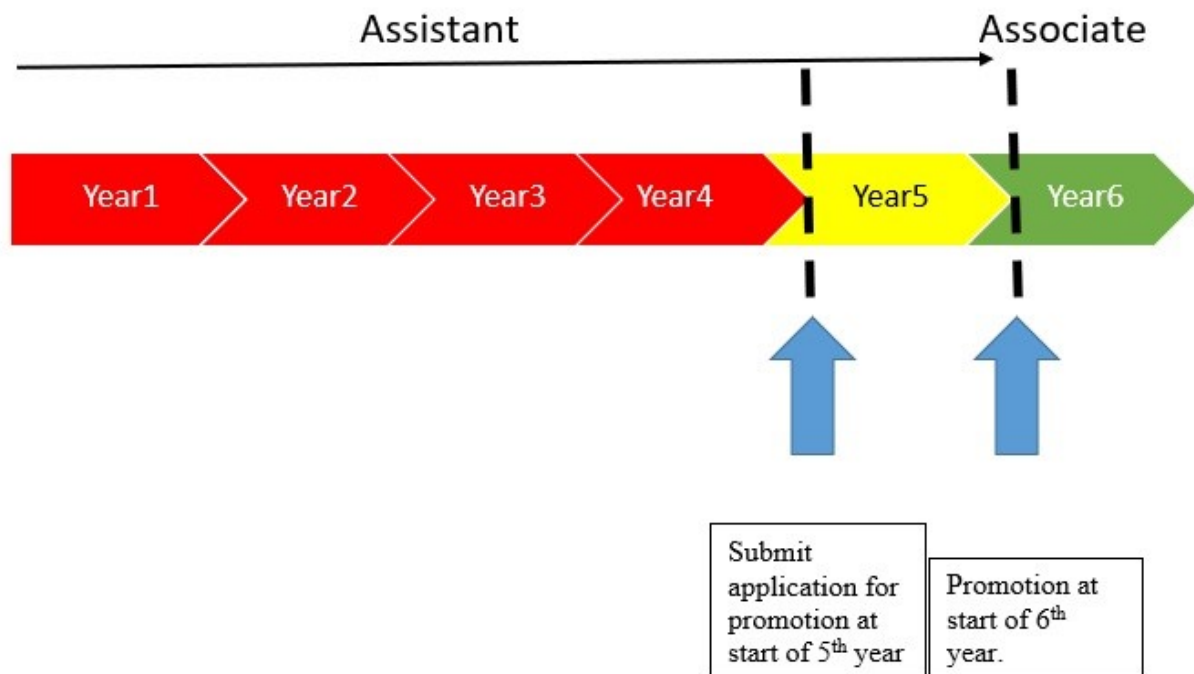 Assistant
Associate
Year1
Year2
Year3
Year4
Year5
Year6
Submit
application for
promotion at
start of 5th year
Promotion at
start of 6th
year.